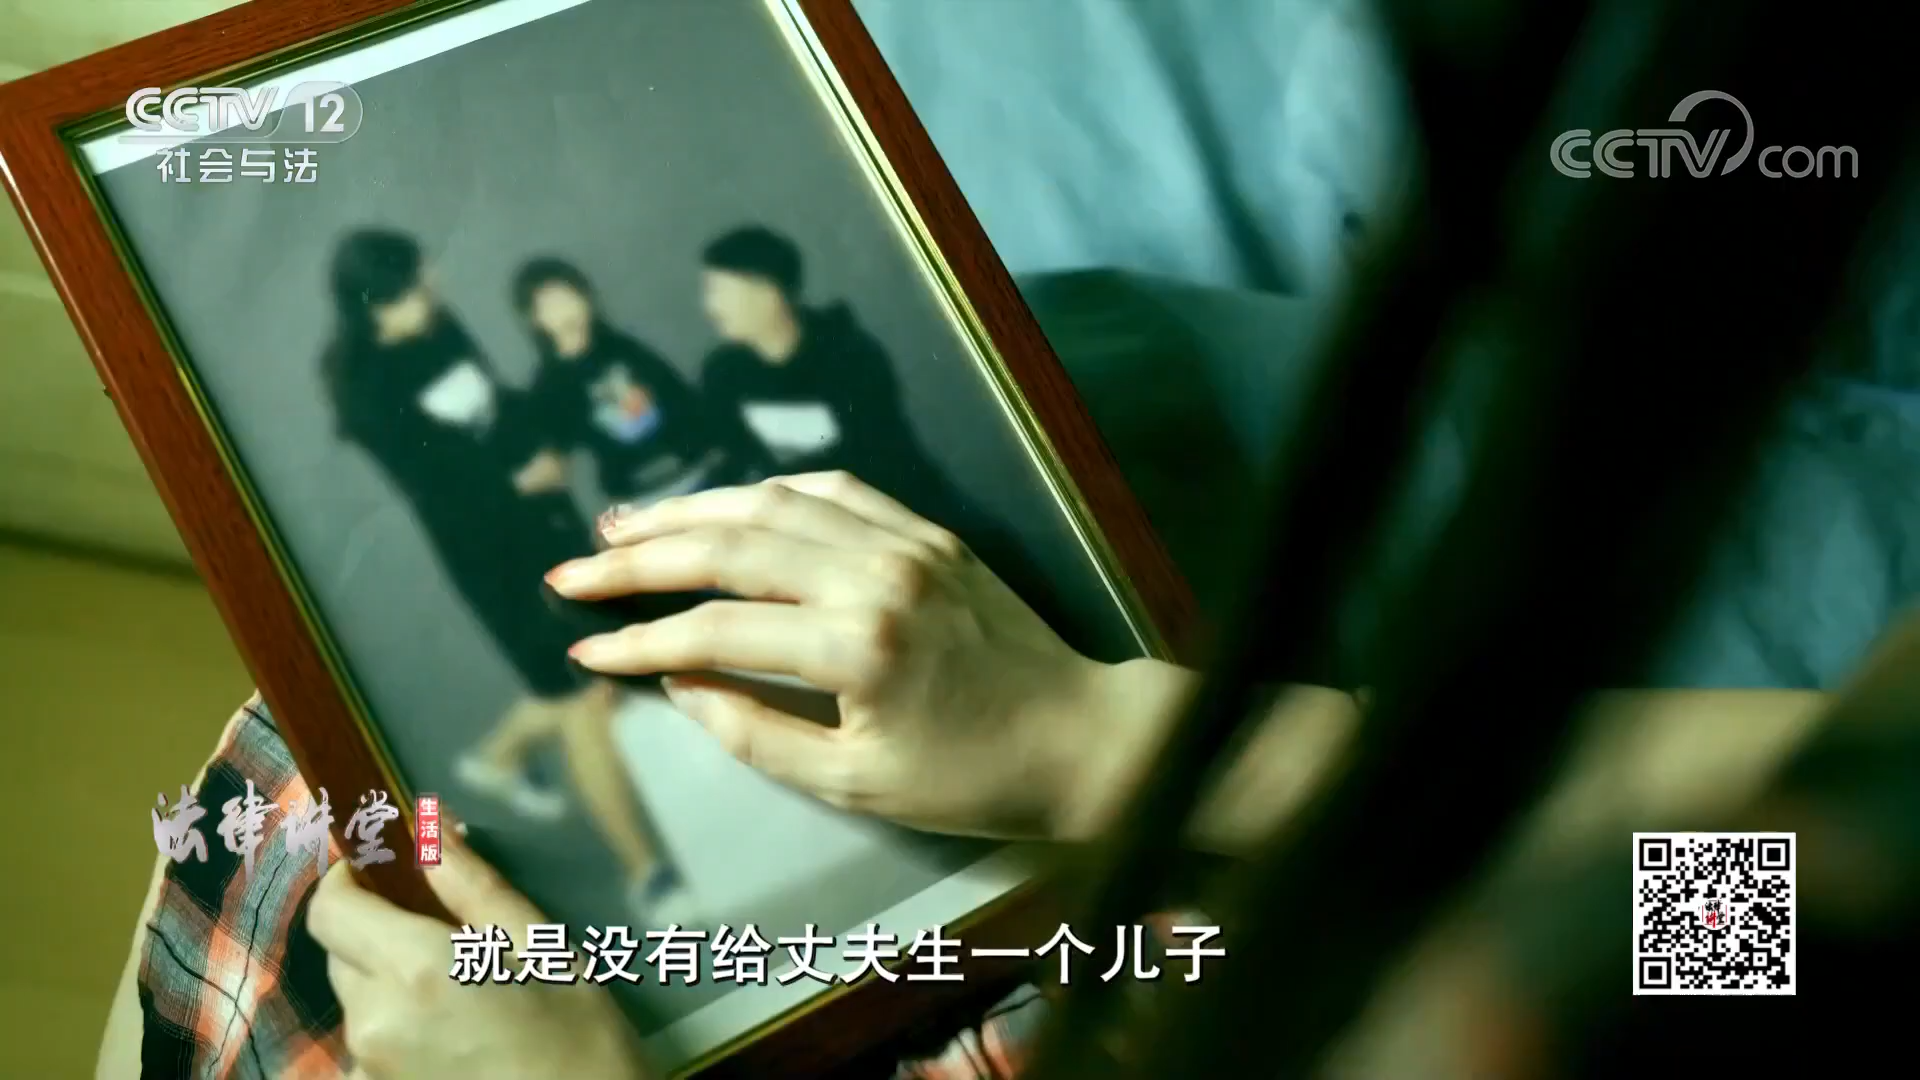 CCTV 12
社会与法
CCTV com
法律讲堂
生活版
就是没有给丈夫生一个儿子